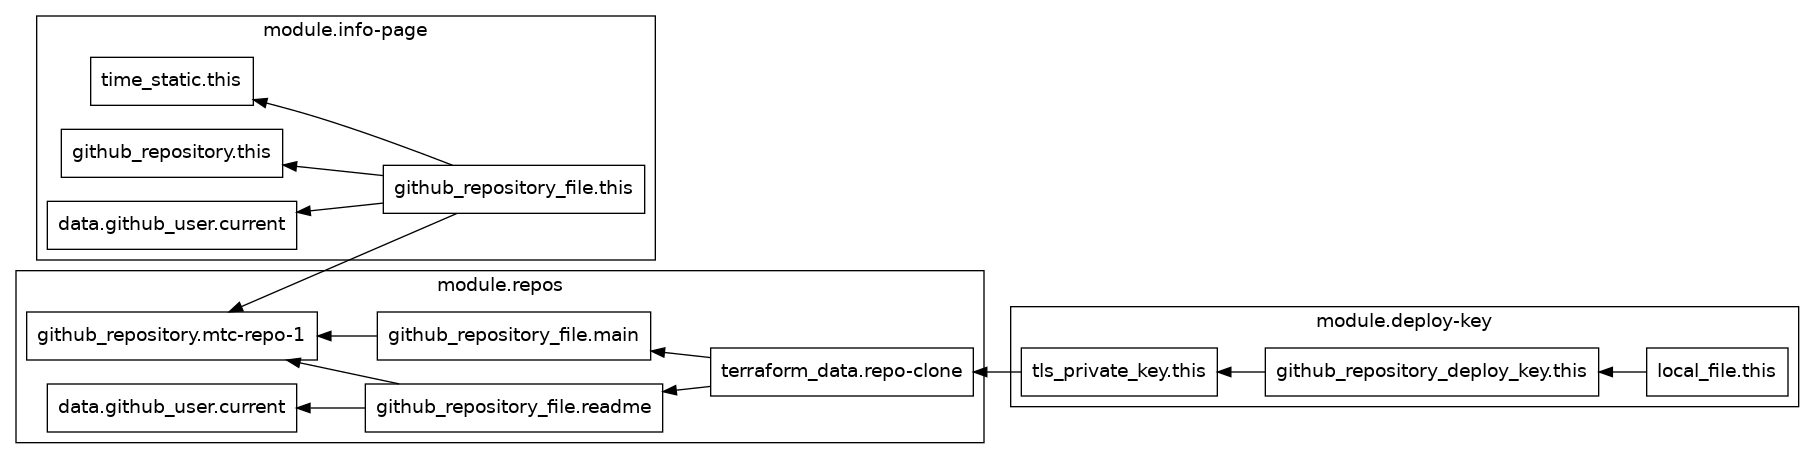 module.info-page
time_static.this
github_repository.this
github_repository_file.this
data.github_user.current
module.repos
github_repository.mtc-repo-1
github_repository_file.main
terraform_data.repo-clone
data.github_user.current
github_repository_file.readme
module.deploy-key
tls_private_key.this
github_repository_deploy_key.this
local_file.this